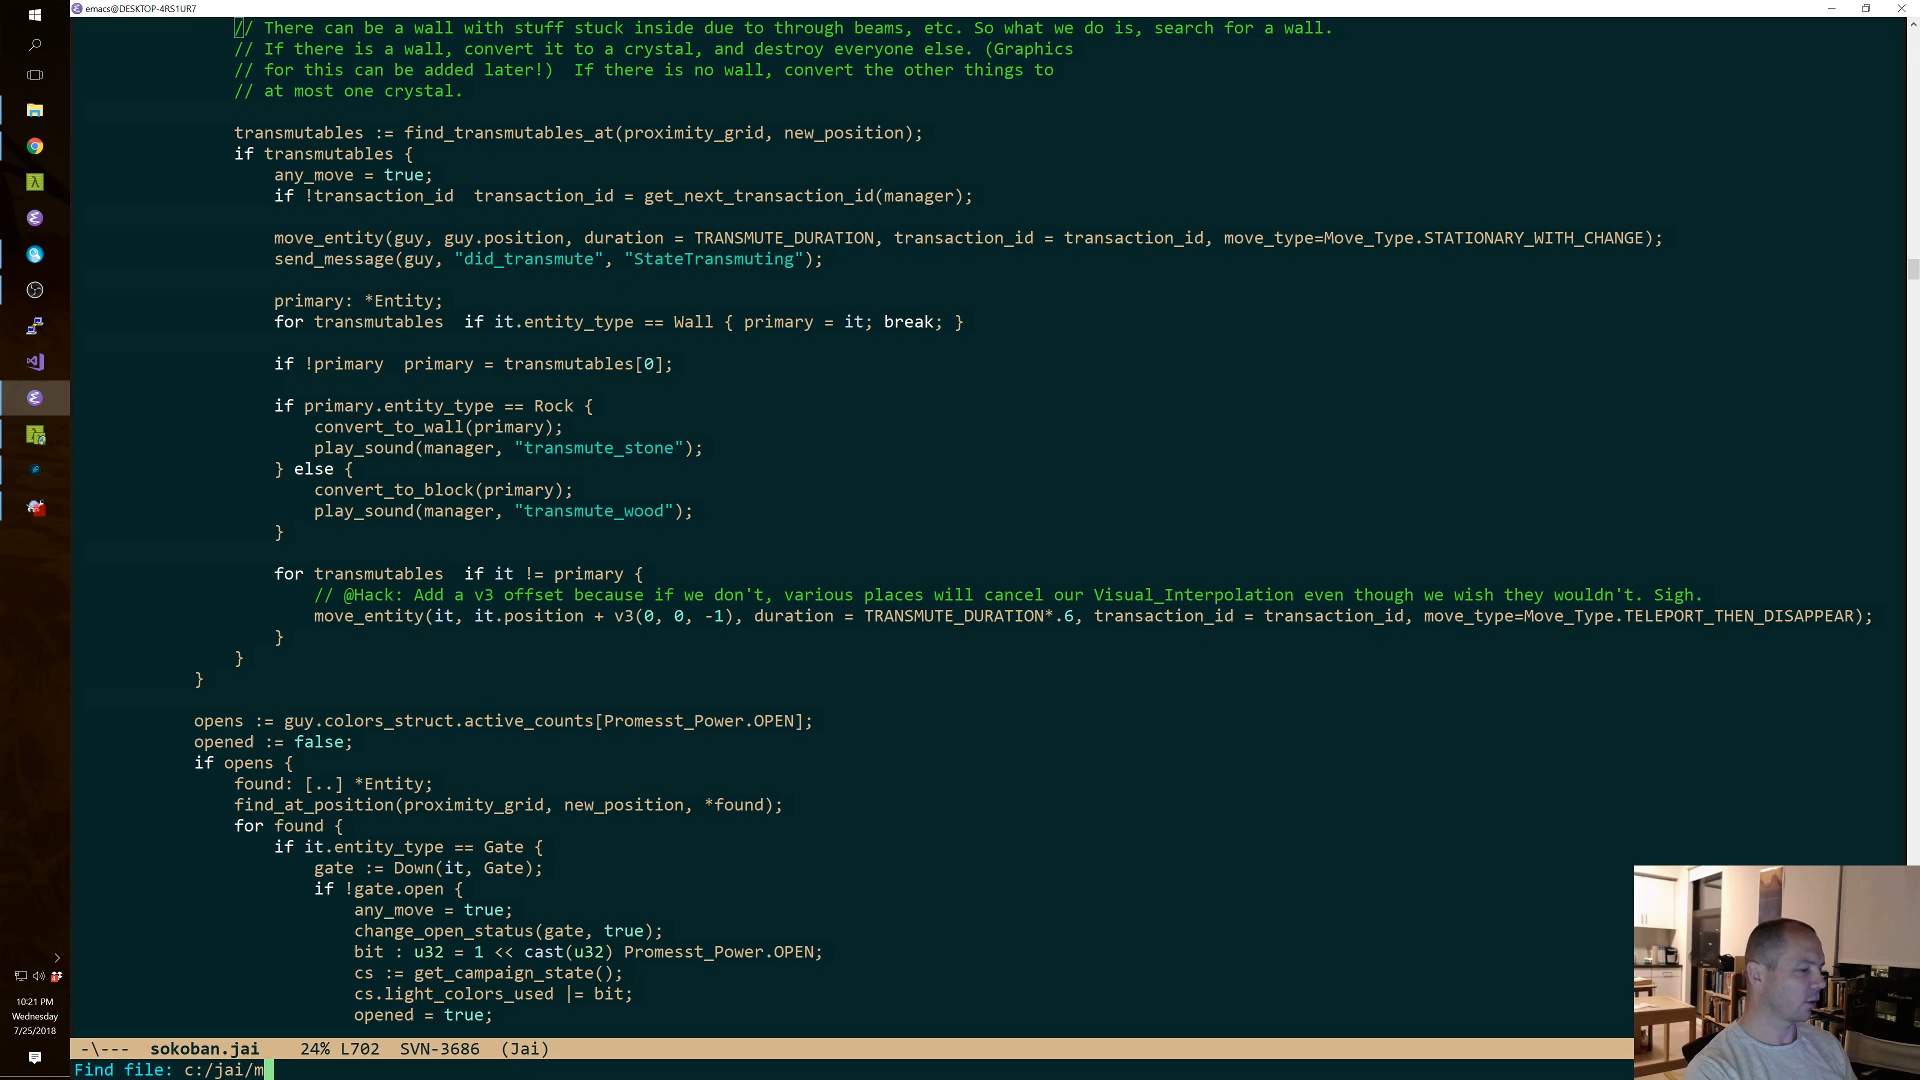 emacs@DESKTOP-4RS1UR7
// There can be a wall with stuff stuck inside due to through beams, etc. So what we do is, search for a wall.
// If there is a wall, convert it to a crystal, and destroy everyone else. (Graphics
// for this can be added later!)  If there is no wall, convert the other things to
// at most one crystal.
transmutables := find_transmutables_at(proximity_grid, new_position);
if transmutables {
any_move = true;
if !transaction_id  transaction_id = get_next_transaction_id(manager);
move_entity(guy, guy.position, duration = TRANSMUTE_DURATION, transaction_id = transaction_id, move_type=Move_Type.STATIONARY_WITH_CHANGE);
send_message(guy, "did_transmute", "StateTransmuting");
primary: *Entity;
for transmutables  if it.entity_type == Wall { primary = it; break; }
if !primary  primary = transmutables[0];
if primary.entity_type == Rock {
convert_to_wall(primary);
play_sound(manager, "transmute_stone");
} else {
convert_to_block(primary);
play_sound(manager, "transmute_wood");
}
for transmutables  if it != primary {
// @Hack: Add a v3 offset because if we don't, various places will cancel our Visual_Interpolation even though we wish they wouldn't. Sigh.
move_entity(it, it.position + v3(0, 0, -1), duration = TRANSMUTE_DURATION*.6, transaction_id = transaction_id, move_type=Move_Type.TELEPORT_THEN_DISAPPEAR);
}
}
}
opens := guy.colors_struct.active_counts[Promesst_Power.OPEN];
opened := false;
if opens {
found: [..] *Entity;
find_at_position(proximity_grid, new_position, *found);
for found {
if it.entity_type == Gate {
gate := Down(it, Gate);
if !gate.open {
any_move = true;
change_open_status(gate, true);
bit : u32 = 1 << cast(u32) Promesst_Power.OPEN;
cs := get_campaign_state();
cs.light_colors_used |= bit;
opened = true;
-\---  sokoban.jai    24% L702  SVN-3686  (Jai)
Find file: c:/jai/m
10:21 PM
Wednesday
7/25/2018